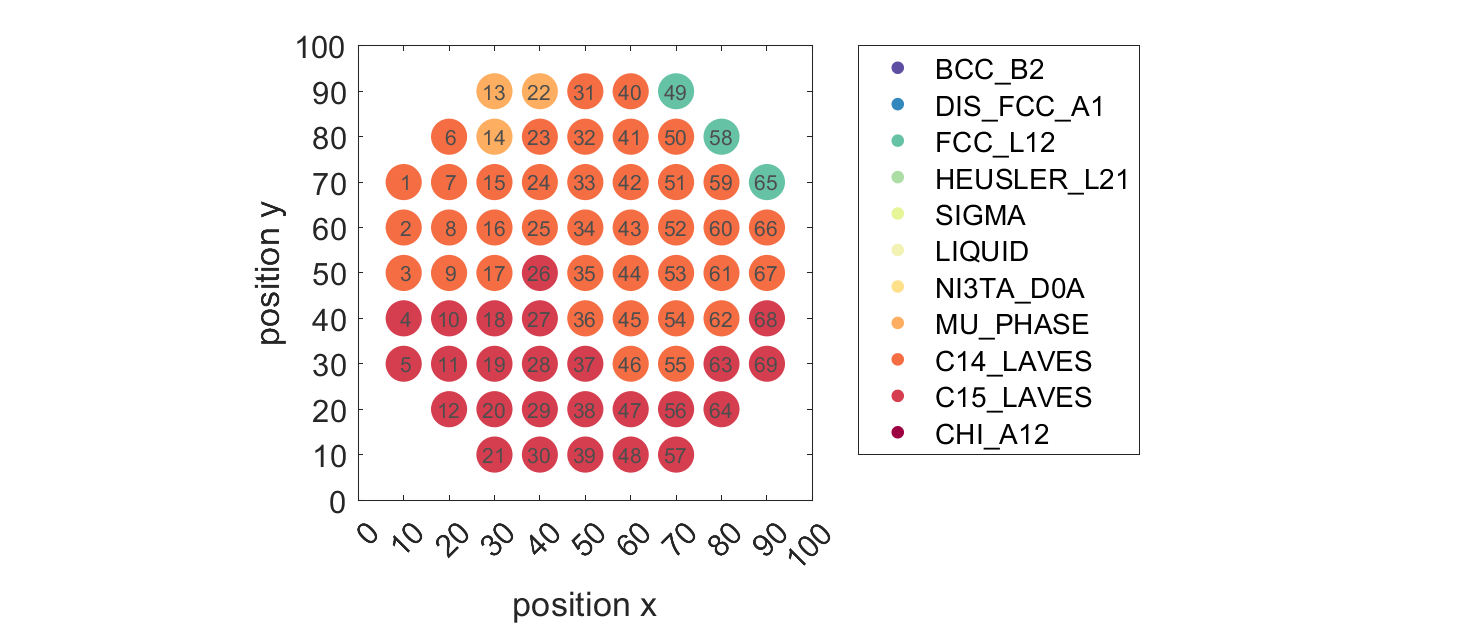 100
90
80
70
60
50
40
30
20
10
0
position y
13 22 31 40 49
6 14 23 32 41 50 58
1 7 15 24 33 42 51 59 65
2 8 16 25 34 43 52 60 66
3 9 17 26 35 44 53 61 67
4 10 18 27 36 45 54 62 68
5 11 19 28 37 46 55 63 69
12 20 29 38 47 56 64
21 30 39 48 57
0 10 20 30 40 50 60 70 80 90 100
position x
BCC_B2
DIS_FCC_A1
FCC_L12
HEUSLER_L21
SIGMA
LIQUID
NI3TA_D0A
MU_PHASE
C14_LAVES
C15_LAVES
CHI_A12